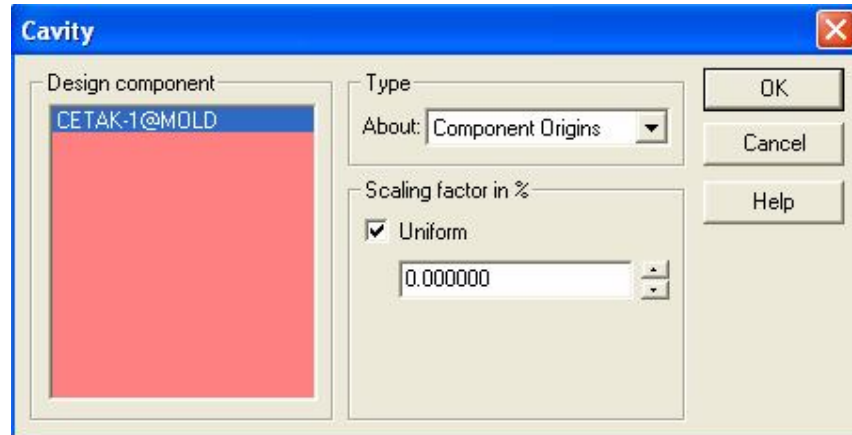 Cavity
Design component
CETAK-1@MOLD
Type
About: Component Origins
Scaling factor in %
Uniform
0.000000
OK
Cancel
Help